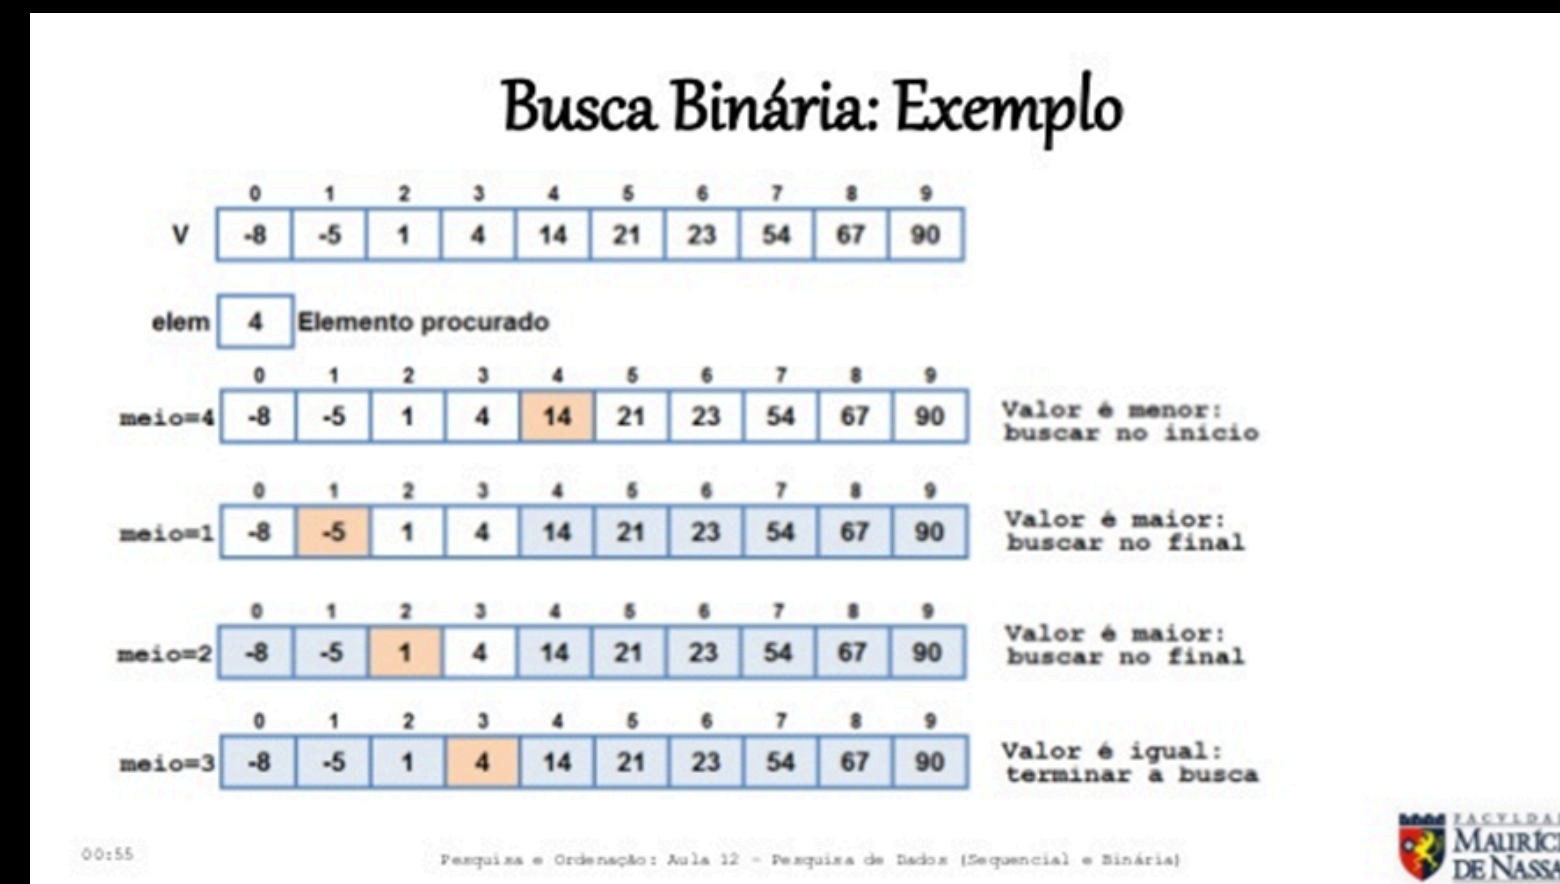 Busca Binária: Exemplo
0 1 2 3 4 5 6 7 8 9
V -8 -5 1 4 14 21 23 54 67 90
elem 4 Elemento procurado
0 1 2 3 4 5 6 7 8 9
meio=4 -8 -5 1 4 14 21 23 54 67 90 Valor é menor:
buscar no inicio
0 1 2 3 4 5 6 7 8 9
meio=1 -8 -5 1 4 14 21 23 54 67 90 Valor é maior:
buscar no final
0 1 2 3 4 5 6 7 8 9
meio=2 -8 -5 1 4 14 21 23 54 67 90 Valor é maior:
buscar no final
0 1 2 3 4 5 6 7 8 9
meio=3 -8 -5 1 4 14 21 23 54 67 90 Valor é igual:
terminar a busca
00:55
Pesquisa e Ordenação: Aula 12 - Pesquisa de Dados (Sequencial e Binária)
FACULDA
MAURÍCI
DE NASSA